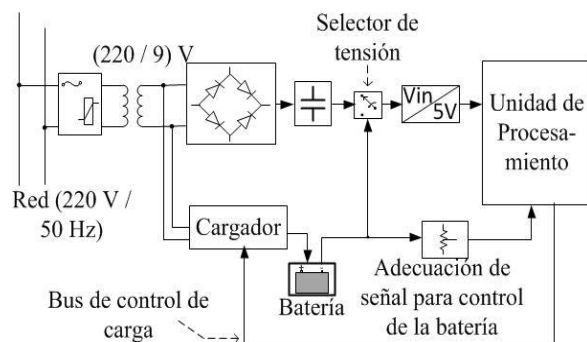 Selector de
tensión
(220 / 9) V
Vin
5V
Unidad de
Procesa-
miento
Red (220 V /
50 Hz)
Cargador
Batería
Adecuación de
señal para control
de la batería
Bus de control de
carga